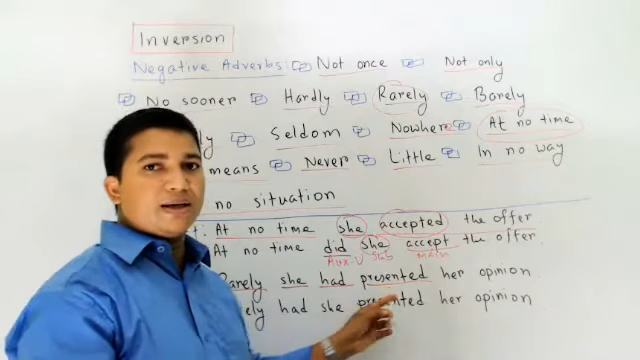 Inversion
Negative Adverbs: Not once Not only
No sooner Hardly Rarely Barely
Seldom Nowhere At no time
means Never Little In no way
no situation
At no time she accepted the offer
At no time did she accept the offer.
Aux-V Sub main
Rarely she had presented her opinion
had she presented her opinion